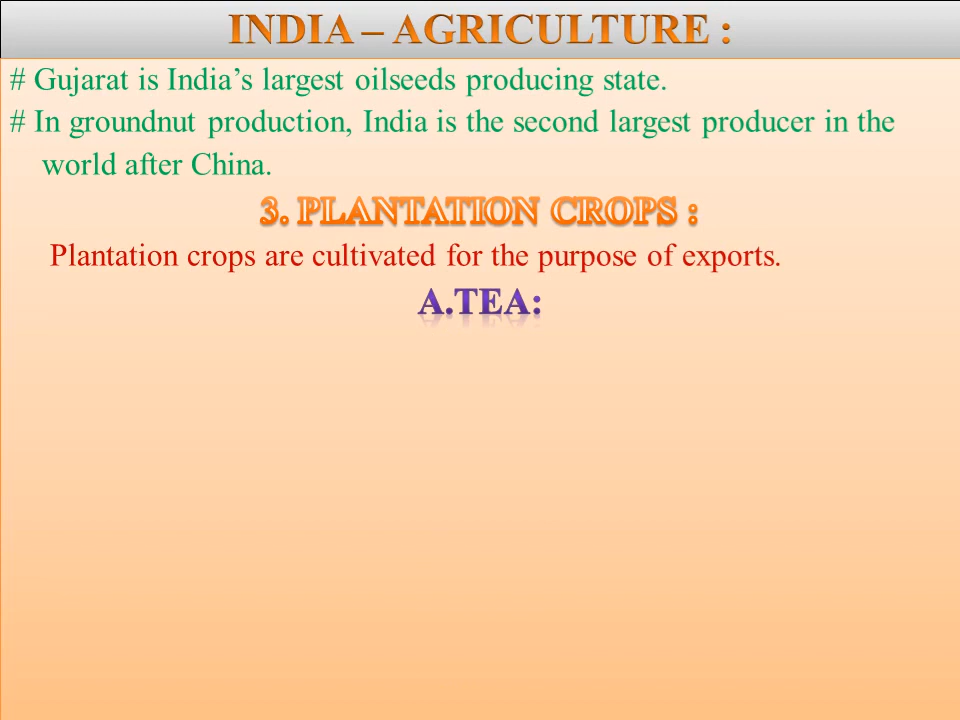 INDIA – AGRICULTURE :
# Gujarat is India’s largest oilseeds producing state.
# In groundnut production, India is the second largest producer in the
world after China.
3. PLANTATION CROPS :
Plantation crops are cultivated for the purpose of exports.
A.TEA: